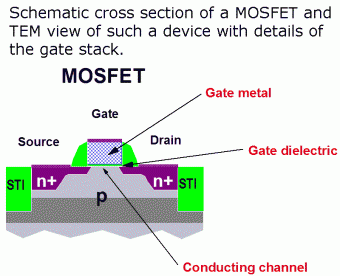 Schematic cross section of a MOSFET and
TEM view of such a device with details of
the gate stack.
MOSFET
Gate metal
Gate
Source
Drain
Gate dielectric
STI
n+
n+
STI
p
Conducting channel